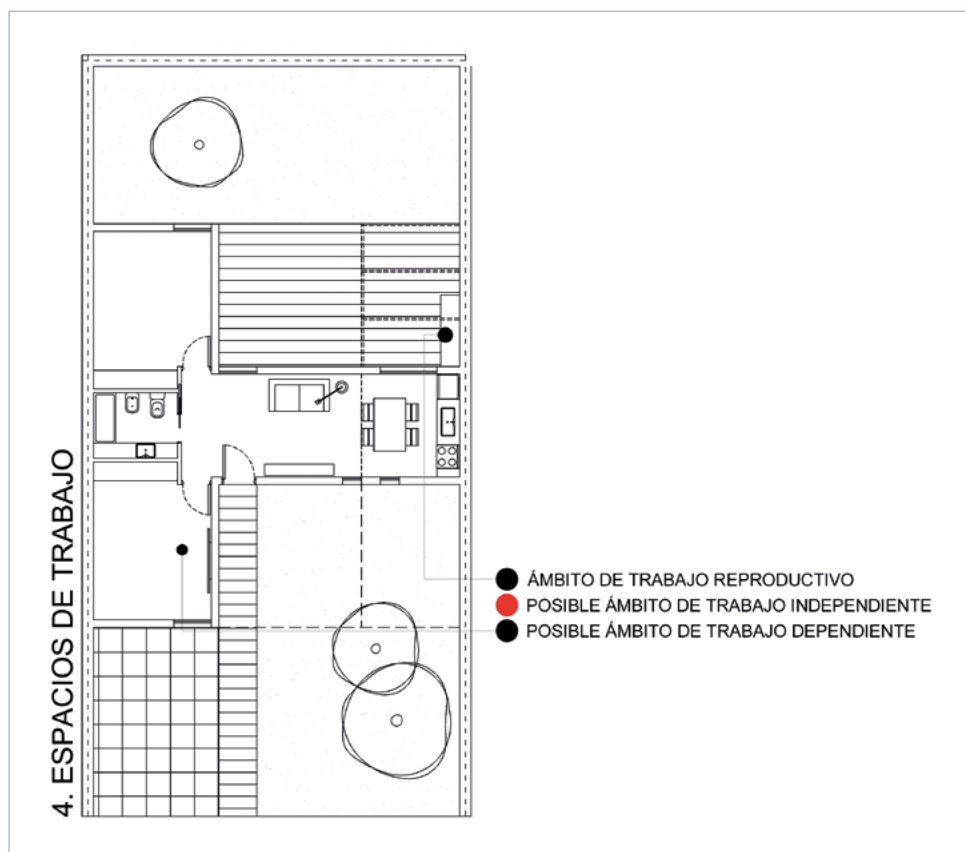 4. ESPACIOS DE TRABAJO
ÁMBITO DE TRABAJO REPRODUCTIVO
POSIBLE ÁMBITO DE TRABAJO INDEPENDIENTE
POSIBLE ÁMBITO DE TRABAJO DEPENDIENTE